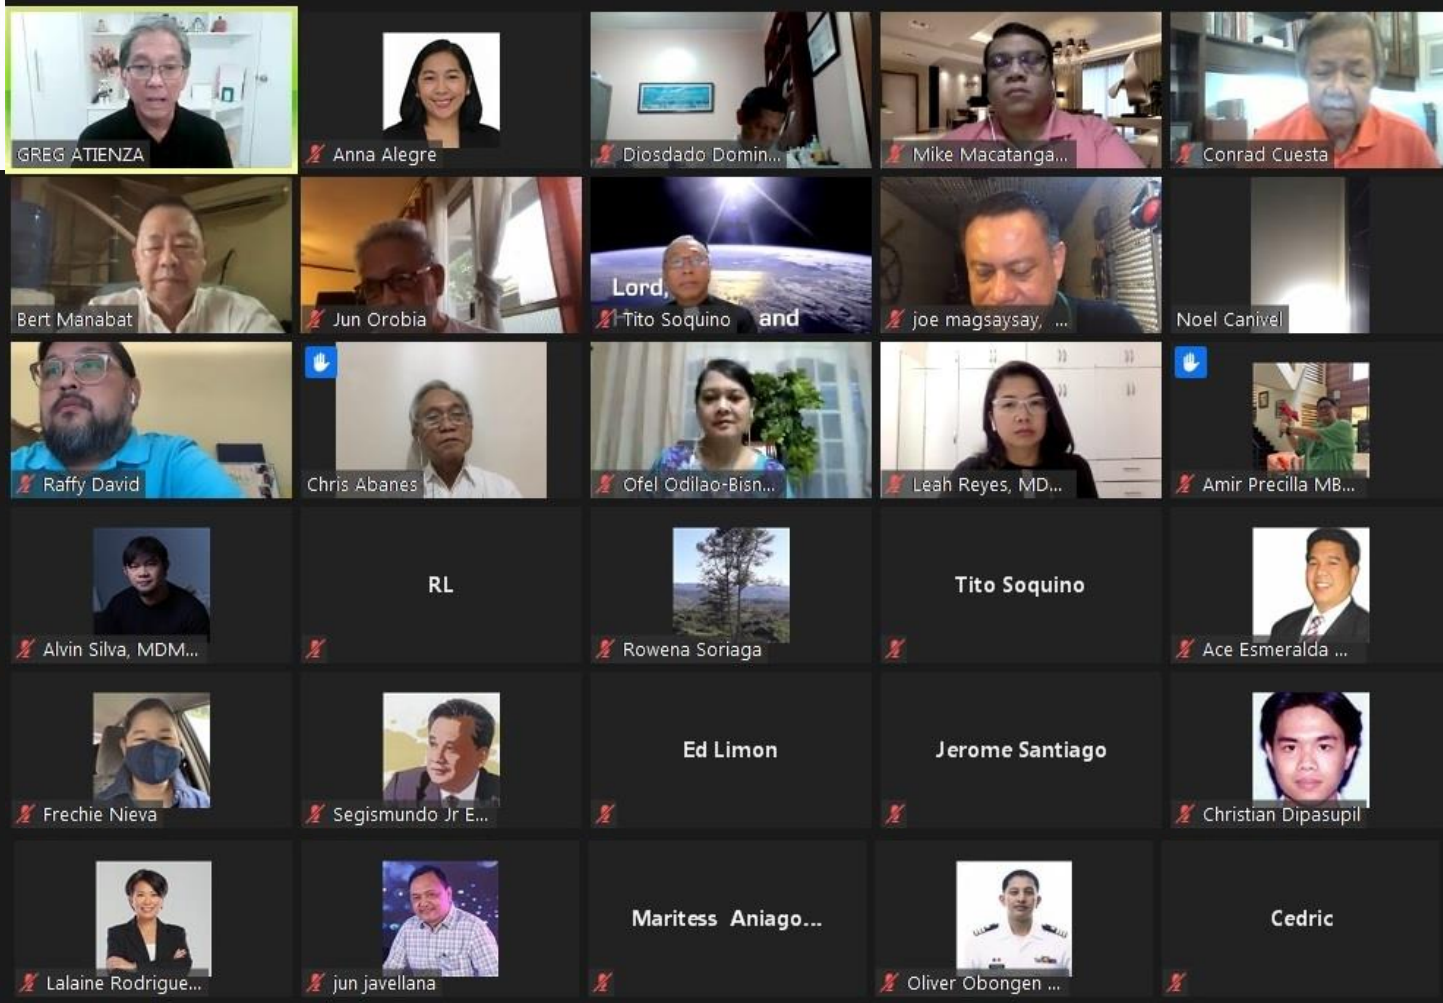 GREG ATIENZA
Anna Alegre
Diosdado Domin...
Mike Macatanga...
Conrad Cuesta
Bert Manabat
Jun Orobia
Lord,
and
Tito Soquino
joe magsaysay, ...
Noel Canivel
Raffy David
Chris Abanes
Ofel Odilao-Bisn...
Leah Reyes, MD...
Amir Precilla MB...
Alvin Silva, MDM...
RL
Rowena Soriaga
Tito Soquino
Ace Esmeralda ...
Frechie Nieva
Segismundo Jr E...
Ed Limon
Jerome Santiago
Christian Dipasupil
Lalaine Rodrigue...
jun javellana
Maritess Aniago...
Oliver Obongen ...
Cedric